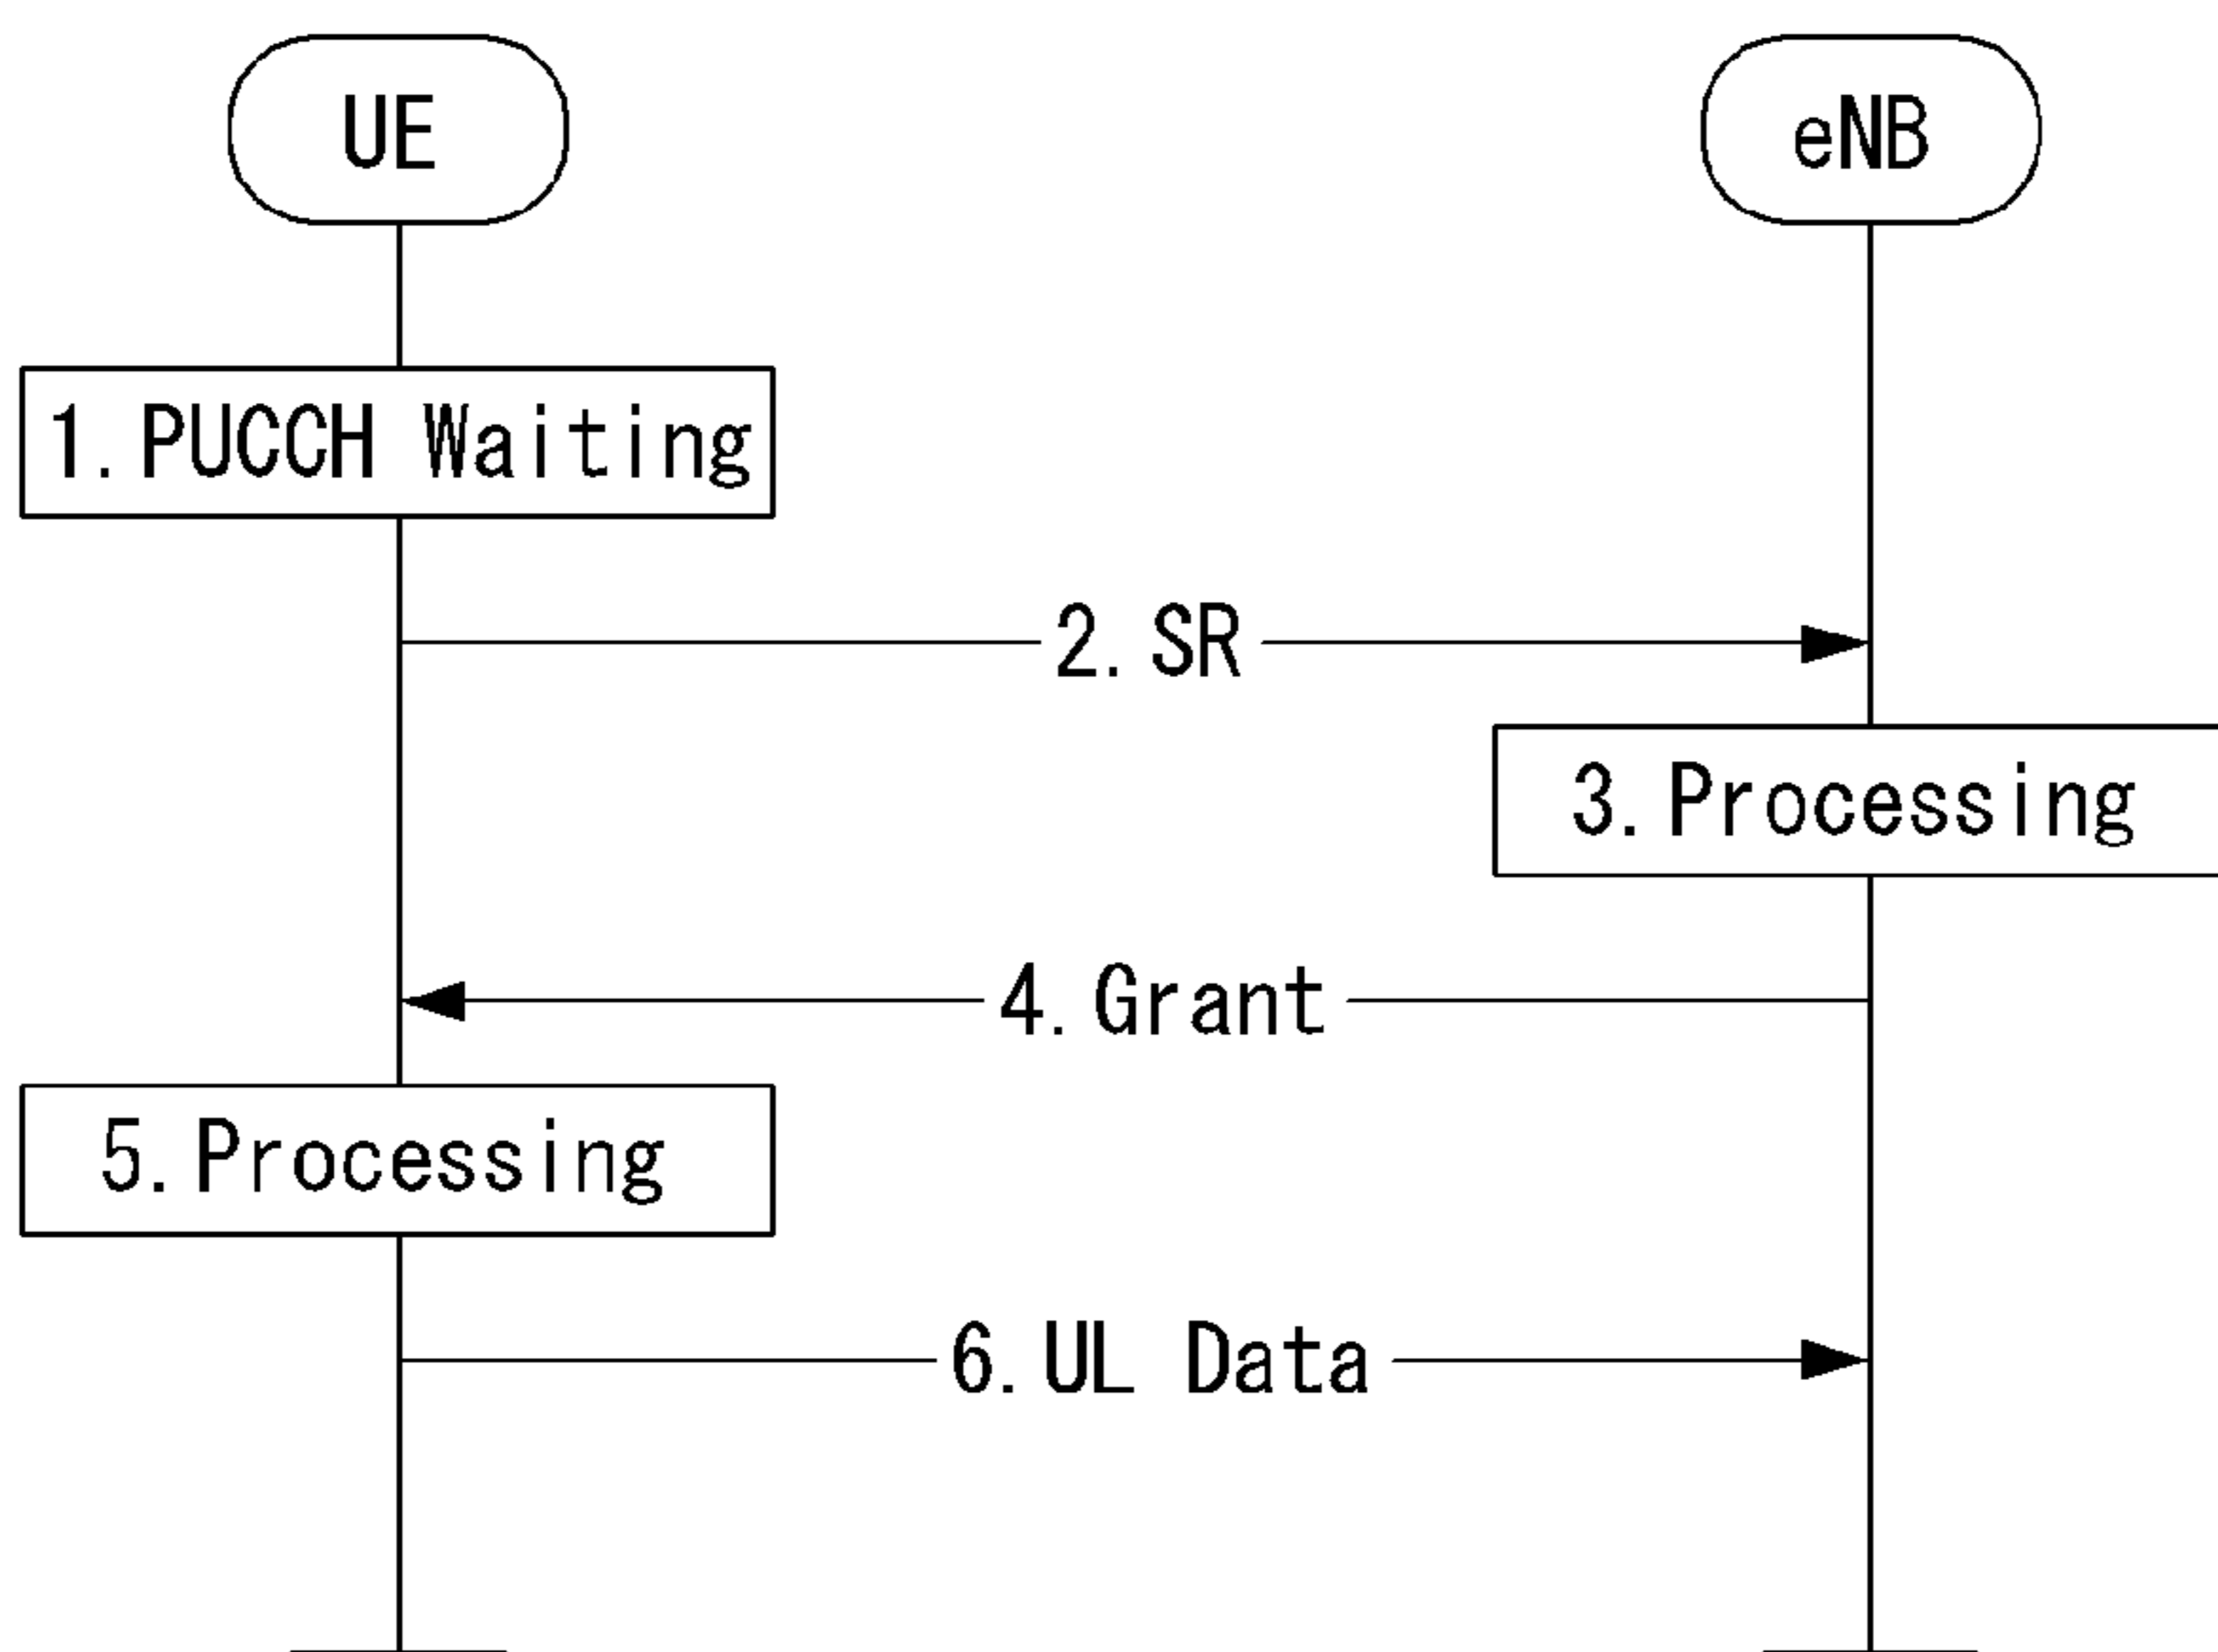 UE
eNB
1.PUCCH Waiting
2.SR
3.Processing
4.Grant
5.Processing
6.UL Data